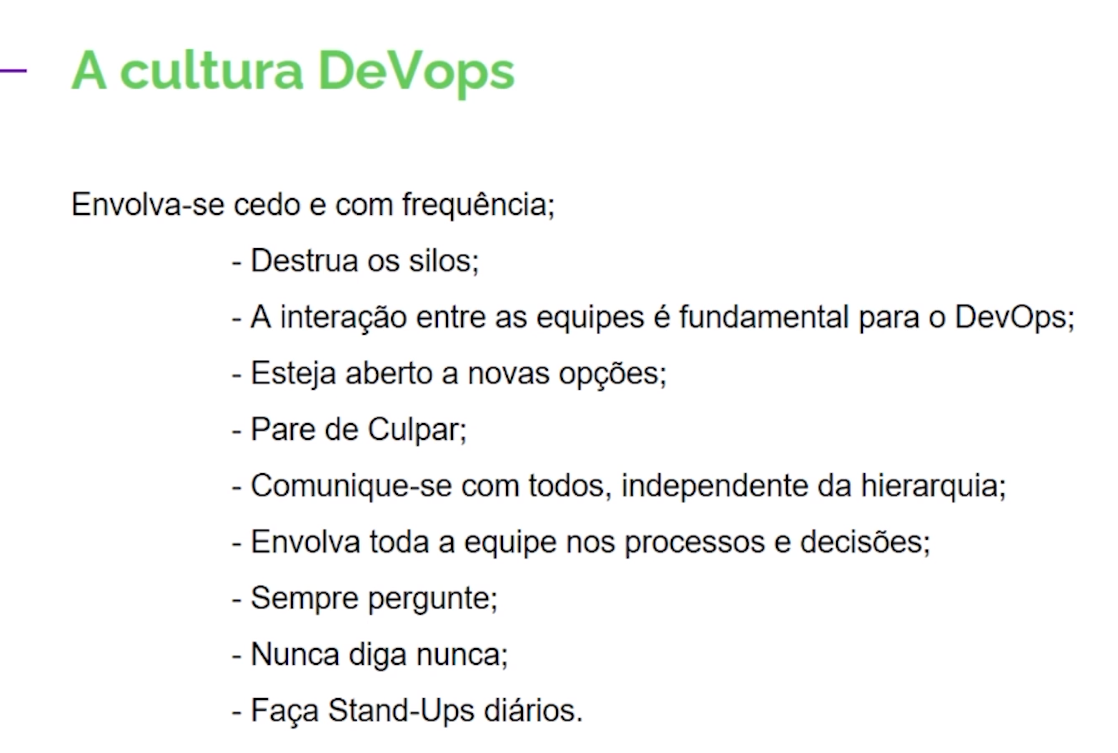 A cultura DeVops
Envolva-se cedo e com frequência;
- Destrua os silos;
- A interação entre as equipes é fundamental para o DevOps;
- Esteja aberto a novas opções;
- Pare de Culpar;
- Comunique-se com todos, independente da hierarquia;
- Envolva toda a equipe nos processos e decisões;
- Sempre pergunte;
- Nunca diga nunca;
- Faça Stand-Ups diários.